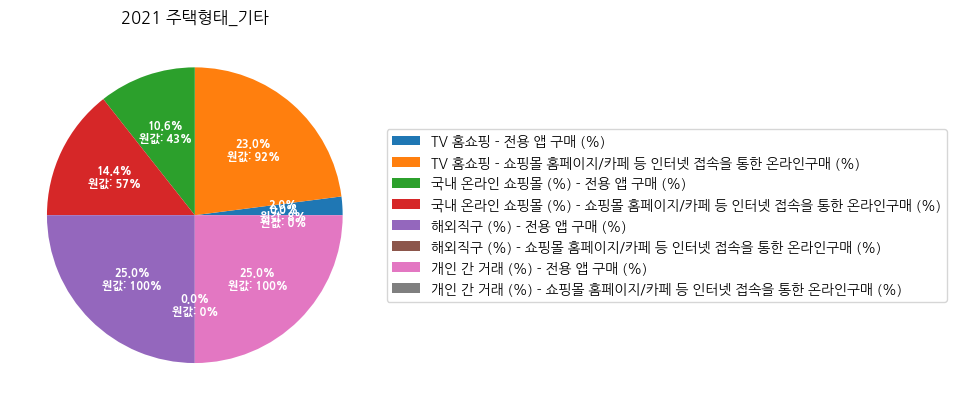 2021 주택형태_기타
10.6%
원값: 43%
23.0%
원값: 92%
14.4%
원값: 57%
2.0%
0.0%
원값: 0%
25.0%
원값: 100%
25.0%
원값: 100%
0.0%
원값: 0%
TV 홈쇼핑 - 전용 앱 구매 (%)
TV 홈쇼핑 - 쇼핑몰 홈페이지/카페 등 인터넷 접속을 통한 온라인구매 (%)
국내 온라인 쇼핑몰 (%) - 전용 앱 구매 (%)
국내 온라인 쇼핑몰 (%) - 쇼핑몰 홈페이지/카페 등 인터넷 접속을 통한 온라인구매 (%)
해외직구 (%) - 전용 앱 구매 (%)
해외직구 (%) - 쇼핑몰 홈페이지/카페 등 인터넷 접속을 통한 온라인구매 (%)
개인 간 거래 (%) - 전용 앱 구매 (%)
개인 간 거래 (%) - 쇼핑몰 홈페이지/카페 등 인터넷 접속을 통한 온라인구매 (%)